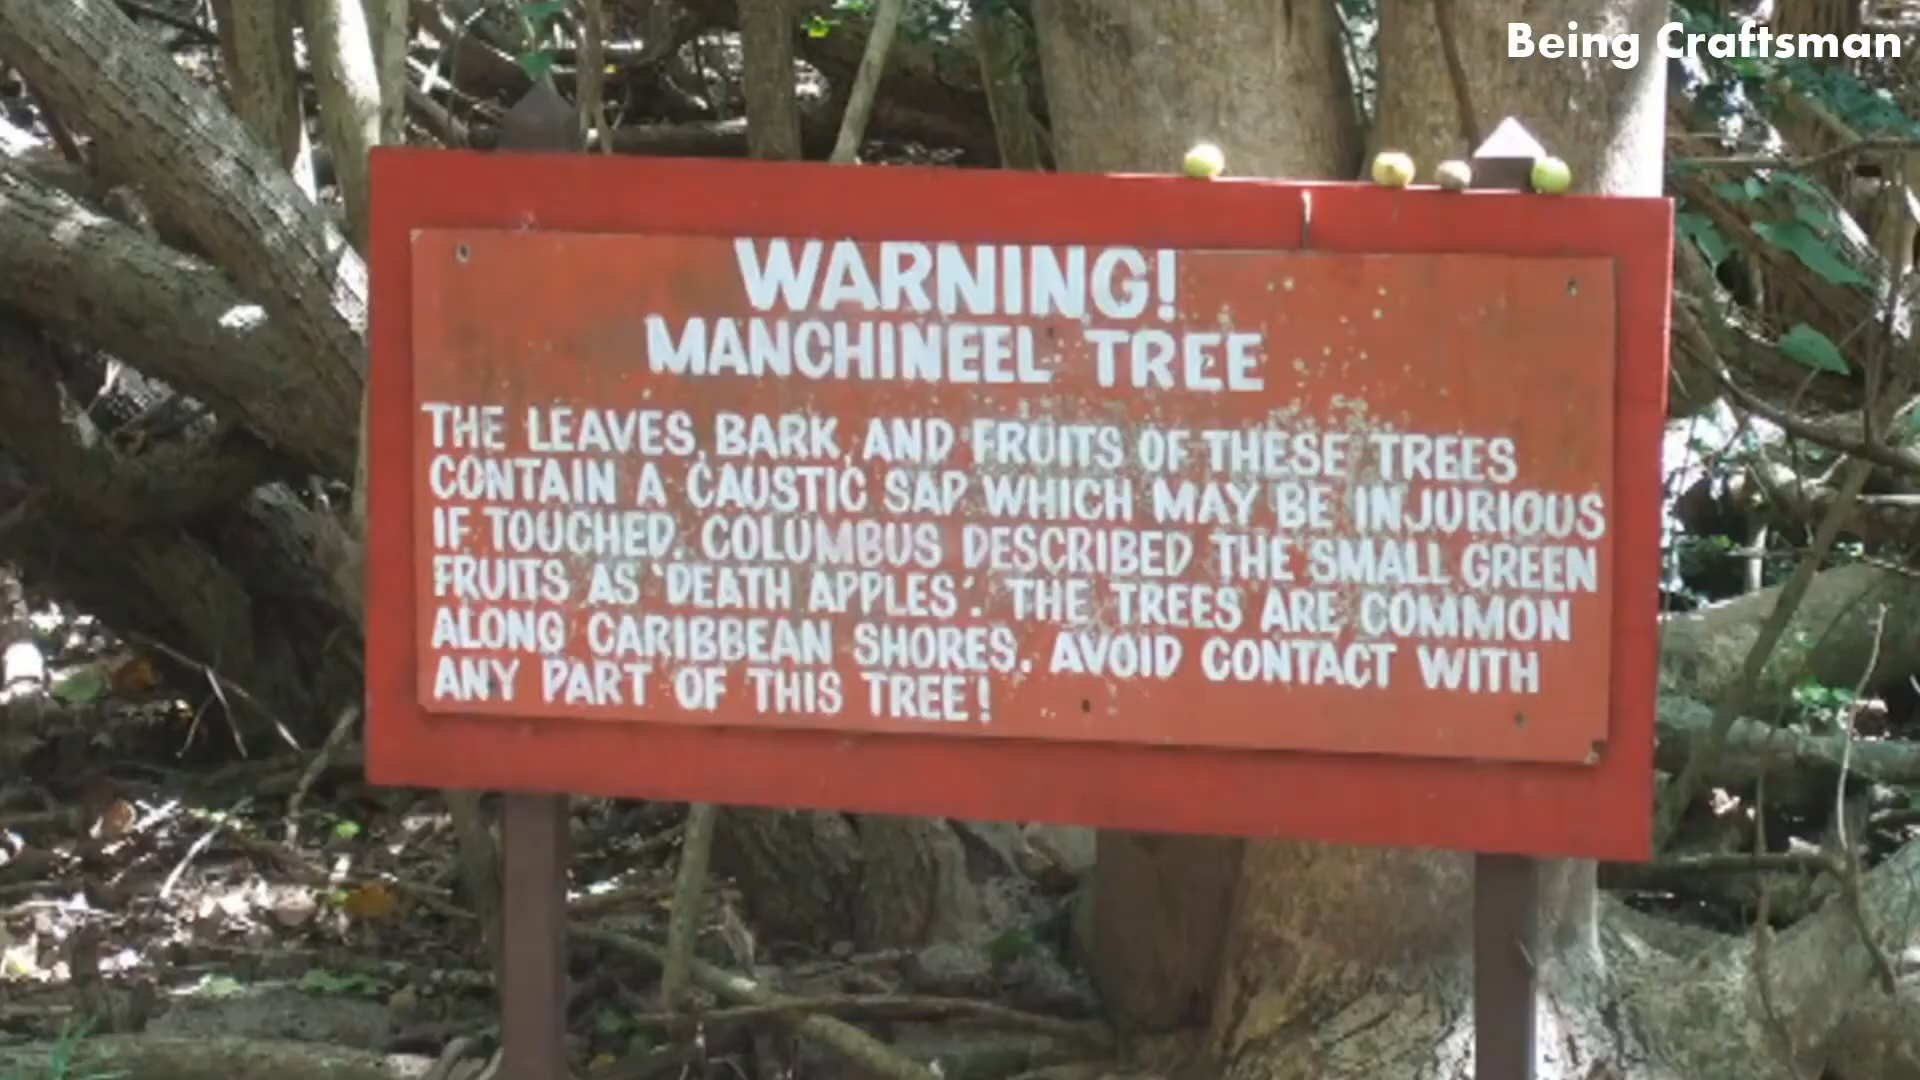 Being Craftsman
WARNING!
MANCHINEEL TREE
THE LEAVES, BARK, AND FRUITS OF THESE TREES
CONTAIN A CAUSTIC SAP WHICH MAY BE INJURIOUS
IF TOUCHED. COLUMBUS DESCRIBED THE SMALL GREEN
FRUITS AS 'DEATH APPLES'. THE TREES ARE COMMON
ALONG CARIBBEAN SHORES. AVOID CONTACT WITH
ANY PART OF THIS TREE!